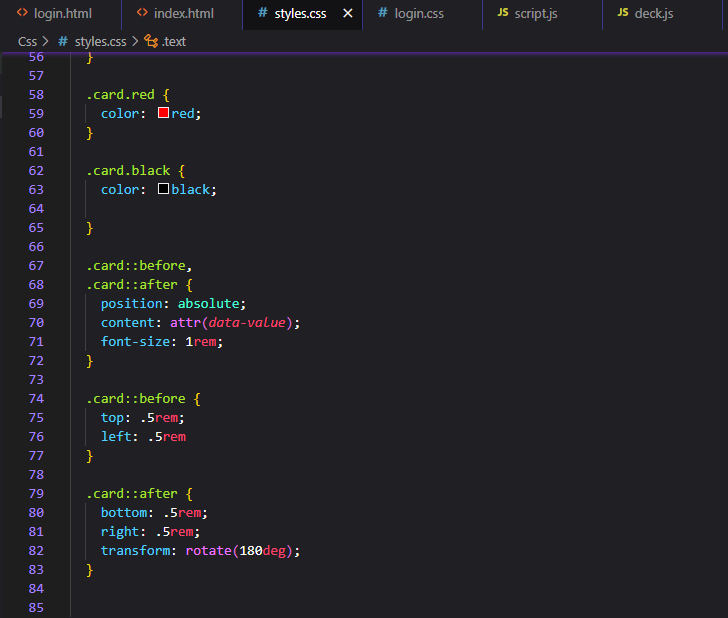 <> login.html <> index.html # styles.css × # login.css JS script.js JS deck.js
Css > # styles.css > .text
56 }
57
58 .card.red {
59 color: red;
60 }
61
62 .card.black {
63 color: black;
64
65 }
66
67 .card::before,
68 .card::after {
69 position: absolute;
70 content: attr(data-value);
71 font-size: 1rem;
72 }
73
74 .card::before {
75 top: .5rem;
76 left: .5rem
77 }
78
79 .card::after {
80 bottom: .5rem;
81 right: .5rem;
82 transform: rotate(180deg);
83 }
84
85